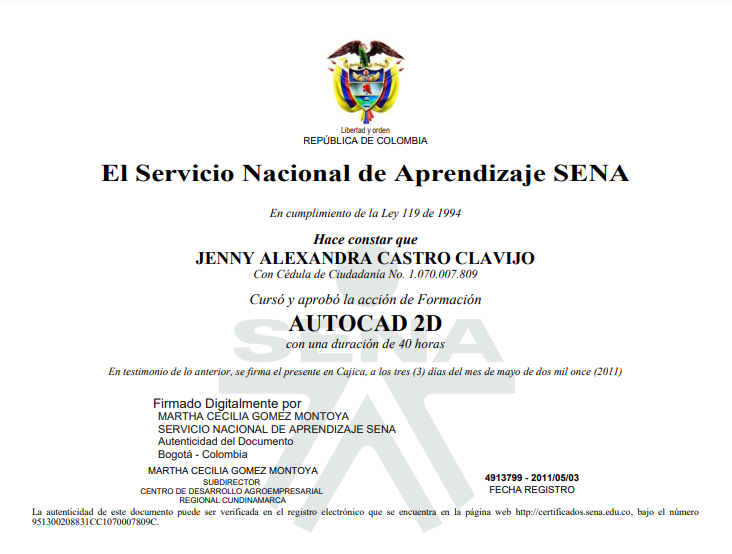 Libertad y orden
REPÚBLICA DE COLOMBIA
El Servicio Nacional de Aprendizaje SENA
En cumplimiento de la Ley 119 de 1994
Hace constar que
JENNY ALEXANDRA CASTRO CLAVIJO
Con Cédula de Ciudadanía No. 1.070.007.809
Cursó y aprobó la acción de Formación
AUTOCAD 2D
SENA
con una duración de 40 horas
En testimonio de lo anterior, se firma el presente en Cajica, a los tres (3) días del mes de mayo de dos mil once (2011)
Firmado Digitalmente por
MARTHA CECILIA GOMEZ MONTOYA
SERVICIO NACIONAL DE APRENDIZAJE SENA
Autenticidad del Documento
Bogotá - Colombia
MARTHA CECILIA GOMEZ MONTOYA
SUBDIRECTOR
CENTRO DE DESARROLLO AGROEMPRESARIAL
REGIONAL CUNDINAMARCA
4913799 - 2011/05/03
FECHA REGISTRO
La autenticidad de este documento puede ser verificada en el registro electrónico que se encuentra en la página web http://certificados.sena.edu.co, bajo el número
951300208831CC1070007809C.